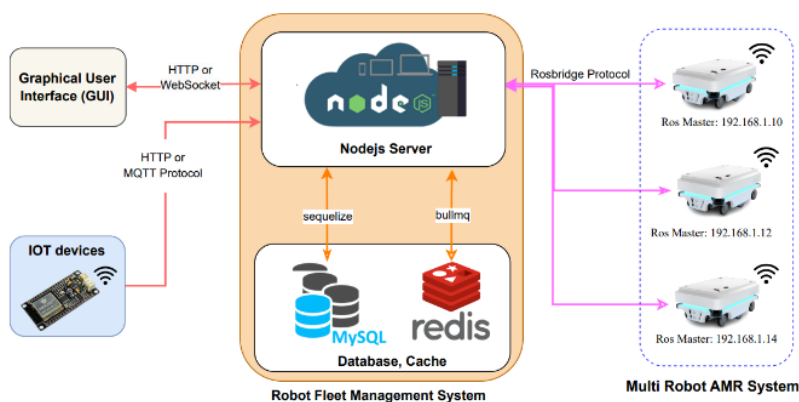 Graphical User
Interface (GUI)
HTTP or
WebSocket
HTTP or
MQTT Protocol
IOT devices
node
JS
Nodejs Server
sequelize
bullmq
MySQL
redis
Database, Cache
Robot Fleet Management System
Rosbridge Protocol
Ros Master: 192.168.1.10
Ros Master: 192.168.1.12
Ros Master: 192.168.1.14
Multi Robot AMR System